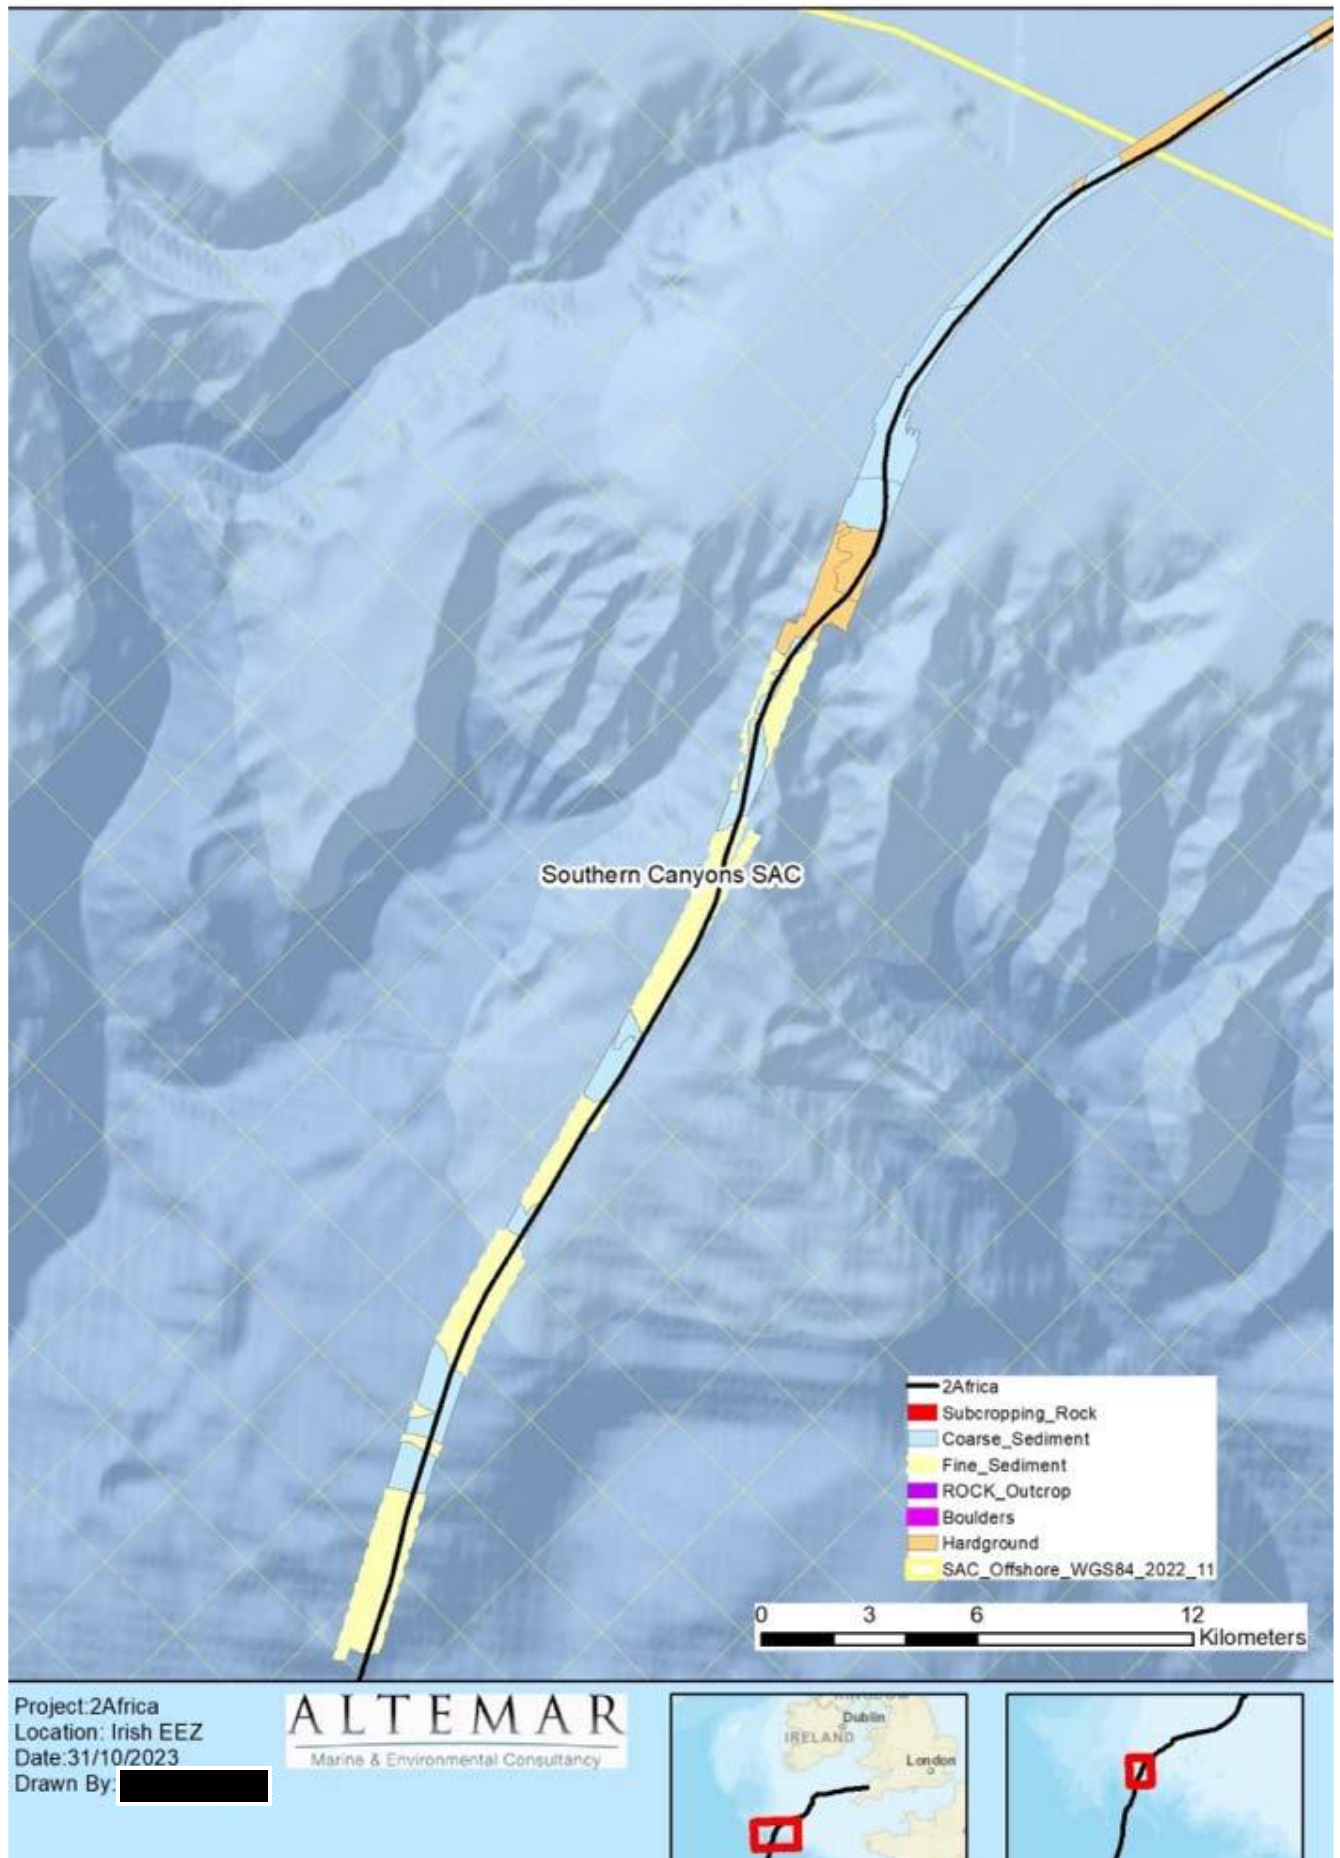 Southern Canyons SAC
2Africa
Subcropping_Rock
Coarse_Sediment
Fine_Sediment
ROCK_Outcrop
Boulders
Hardground
SAC_Offshore_WGS84_2022_11
0 3 6 12
Kilometers
Project:2Africa
Location: Irish EEZ
Date:31/10/2023
Drawn By:
ALTEMAR
Marine & Environmental Consultancy
Dublin
IRELAND
London